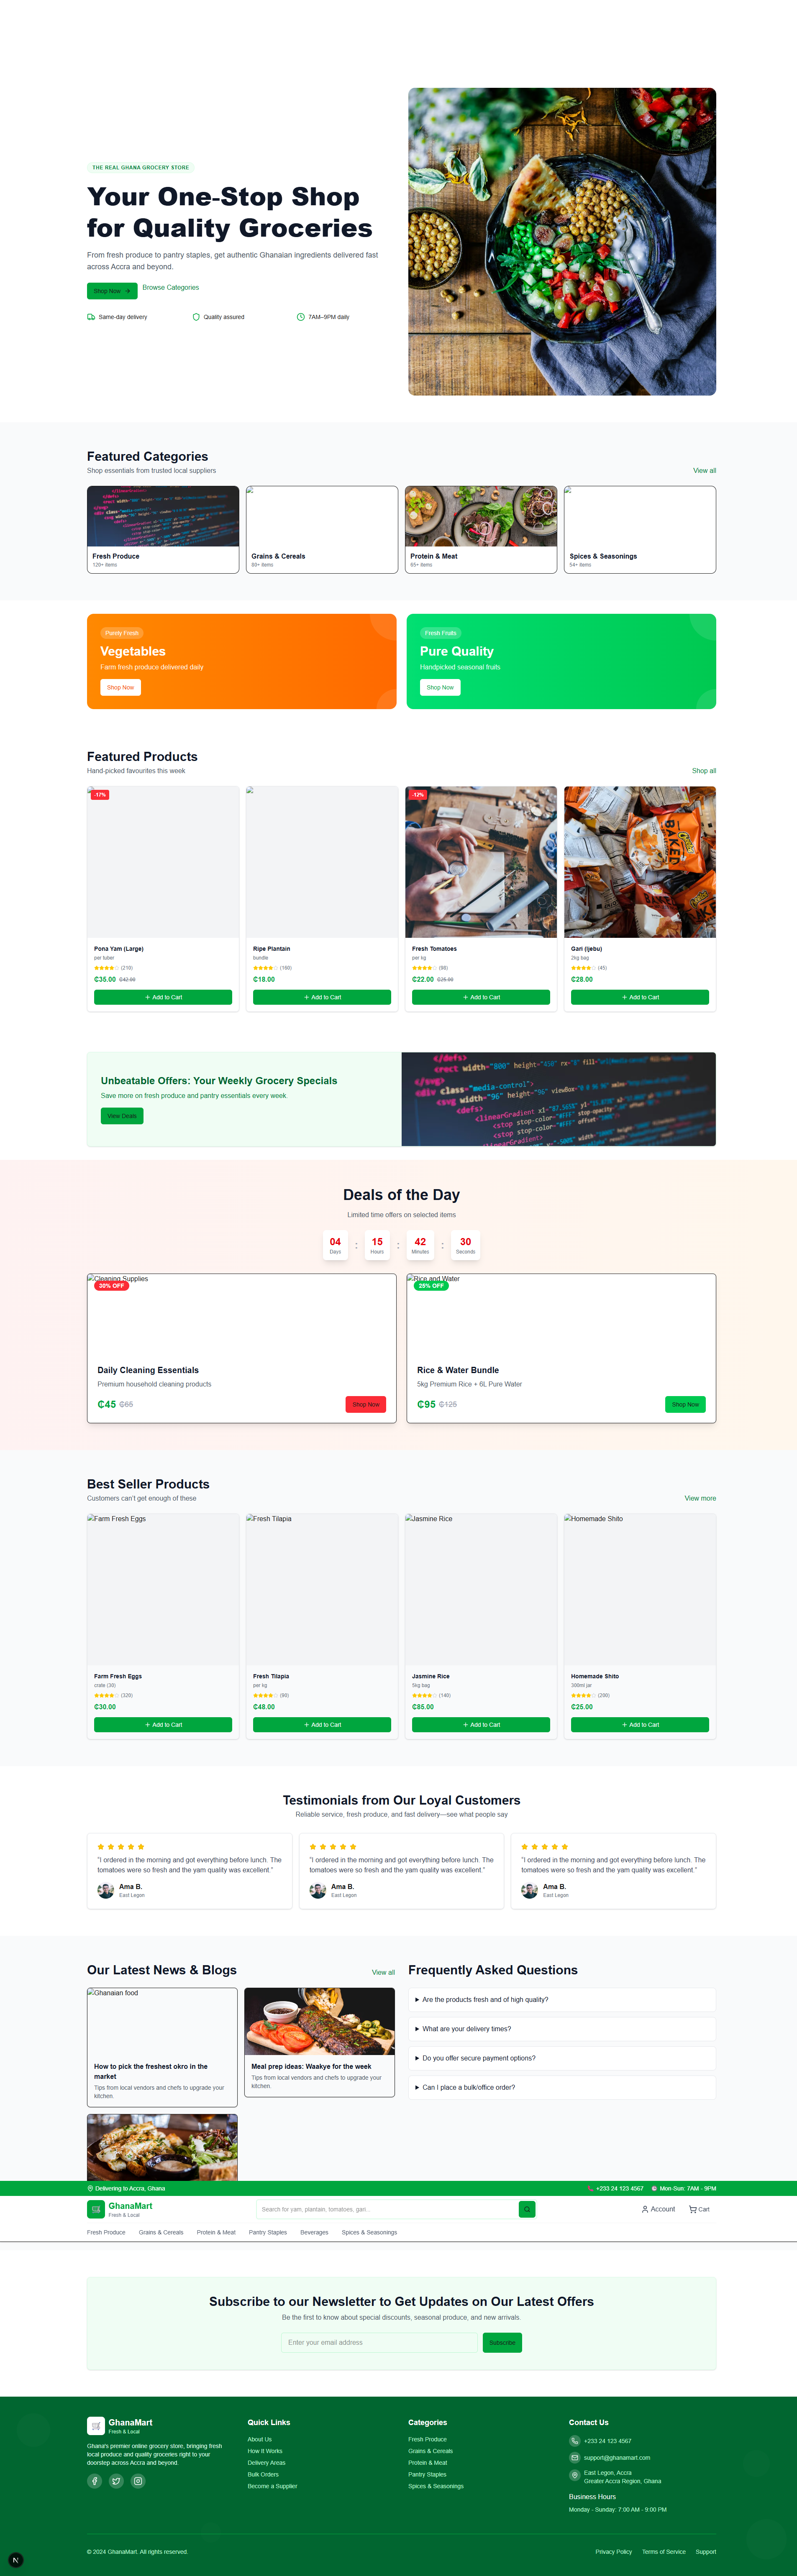 THE REAL GHANA GROCERY STORE
Your One-Stop Shop
for Quality Groceries
From fresh produce to pantry staples, get authentic Ghanaian ingredients delivered fast
across Accra and beyond.
Shop Now
Browse Categories
Same-day delivery
Quality assured
7AM–9PM daily
Featured Categories
Shop essentials from trusted local suppliers
View all
Fresh Produce
120+ items
Grains & Cereals
80+ items
Protein & Meat
65+ items
Spices & Seasonings
54+ items
Purely Fresh
Vegetables
Farm fresh produce delivered daily
Shop Now
Fresh Fruits
Pure Quality
Handpicked seasonal fruits
Shop Now
Featured Products
Hand-picked favourites this week
Shop all
-17%
Pona Yam (Large)
per tuber
(210)
₵35.00 ₵42.00
Add to Cart
Ripe Plantain
bundle
(160)
₵18.00
Add to Cart
-12%
Fresh Tomatoes
per kg
(98)
₵22.00 ₵25.00
Add to Cart
BAKED
Gari (Ijebu)
2kg bag
(45)
₵28.00
Add to Cart
Unbeatable Offers: Your Weekly Grocery Specials
Save more on fresh produce and pantry essentials every week.
View Deals
Deals of the Day
Limited time offers on selected items
04
Days
:
15
Hours
:
42
Minutes
:
30
Seconds
Cleaning Supplies
30% OFF
Daily Cleaning Essentials
Premium household cleaning products
₵45 ₵65
Shop Now
Rice and Water
25% OFF
Rice & Water Bundle
5kg Premium Rice + 6L Pure Water
₵95 ₵125
Shop Now
Best Seller Products
Customers can't get enough of these
View more
Farm Fresh Eggs
Farm Fresh Eggs
crate (30)
(320)
₵30.00
Add to Cart
Fresh Tilapia
Fresh Tilapia
per kg
(90)
₵48.00
Add to Cart
Jasmine Rice
Jasmine Rice
5kg bag
(140)
₵85.00
Add to Cart
Homemade Shito
Homemade Shito
300ml jar
(200)
₵25.00
Add to Cart
Testimonials from Our Loyal Customers
Reliable service, fresh produce, and fast delivery—see what people say
"I ordered in the morning and got everything before lunch. The
tomatoes were so fresh and the yam quality was excellent."
Ama B.
East Legon
"I ordered in the morning and got everything before lunch. The
tomatoes were so fresh and the yam quality was excellent."
Ama B.
East Legon
"I ordered in the morning and got everything before lunch. The
tomatoes were so fresh and the yam quality was excellent."
Ama B.
East Legon
Our Latest News & Blogs
View all
Ghanaian food
How to pick the freshest okro in the
market
Tips from local vendors and chefs to upgrade your
kitchen.
Meal prep ideas: Waakye for the week
Tips from local vendors and chefs to upgrade your
kitchen.
Frequently Asked Questions
Are the products fresh and of high quality?
What are your delivery times?
Do you offer secure payment options?
Can I place a bulk/office order?
Delivering to Accra, Ghana
+233 24 123 4567
Mon-Sun: 7AM - 9PM
GhanaMart
Fresh & Local
Search for yam, plantain, tomatoes, gari...
Account
Cart
Fresh Produce
Grains & Cereals
Protein & Meat
Pantry Staples
Beverages
Spices & Seasonings
Subscribe to our Newsletter to Get Updates on Our Latest Offers
Be the first to know about special discounts, seasonal produce, and new arrivals.
Enter your email address
Subscribe
GhanaMart
Fresh & Local
Ghana's premier online grocery store, bringing fresh
local produce and quality groceries right to your
doorstep across Accra and beyond.
Quick Links
About Us
How It Works
Delivery Areas
Bulk Orders
Become a Supplier
Categories
Fresh Produce
Grains & Cereals
Protein & Meat
Pantry Staples
Spices & Seasonings
Contact Us
+233 24 123 4567
support@ghanamart.com
East Legon, Accra
Greater Accra Region, Ghana
Business Hours
Monday - Sunday: 7:00 AM - 9:00 PM
© 2024 GhanaMart. All rights reserved.
Privacy Policy
Terms of Service
Support
N